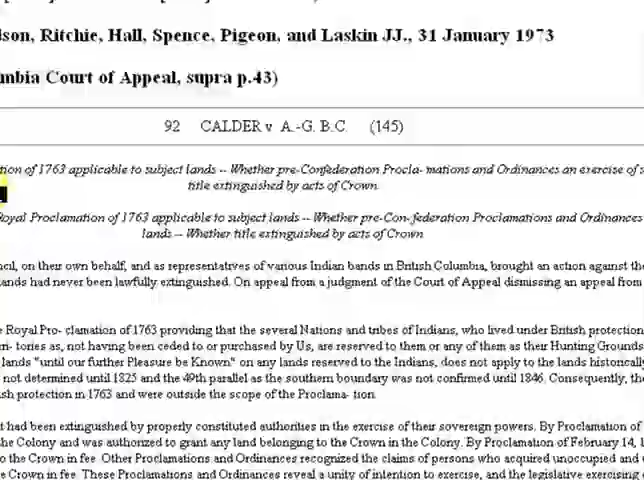 lson, Ritchie, Hall, Spence, Pigeon, and Laskin JJ., 31 January 1973
mbia Court of Appeal, supra p.43)
92 CALDER v A.-G. B.C. (145)
tion of 1763 applicable to subject lands -- Whether pre-Confederation Procla- mations and Ordinances an exercise of s
title extinguished by acts of Crown.
Royal Proclamation of 1763 applicable to subject lands -- Whether pre-Con- federation Proclamations and Ordinances
lands -- Whether title extinguished by acts of Crown
ncil, on their own behalf, and as representatives of various Indian bands in British Columbia, brought an action against the
lands had never been lawfully extinguished. On appeal from a judgment of the Court of Appeal dismissing an appeal from
e Royal Pro- clamation of 1763 providing that the several Nations and tribes of Indians, who lived under British protection
ri- tories as, not having been ceded to or purchased by Us, are reserved to them or any of them as their Hunting Grounds
lands "until our further Pleasure be Known" on any lands reserved to the Indians, does not apply to the lands historically
not determined until 1825 and the 49th parallel as the southern boundary was not confirmed until 1846. Consequently, the
ish protection in 1763 and were outside the scope of the Proclama- tion.
t had been extinguished by properly constituted authorities in the exercise of their sovereign powers. By Proclamation of
the Colony and was authorized to grant any land belonging to the Crown in the Colony. By Proclamation of February 14, 1
to the Crown in fee. Other Proclamations and Ordinances recognized the claims of persons who acquired unoccupied and
e Crown in fee. These Proclamations and Ordinances reveal a unity of intention to exercise, and the legislative exercising